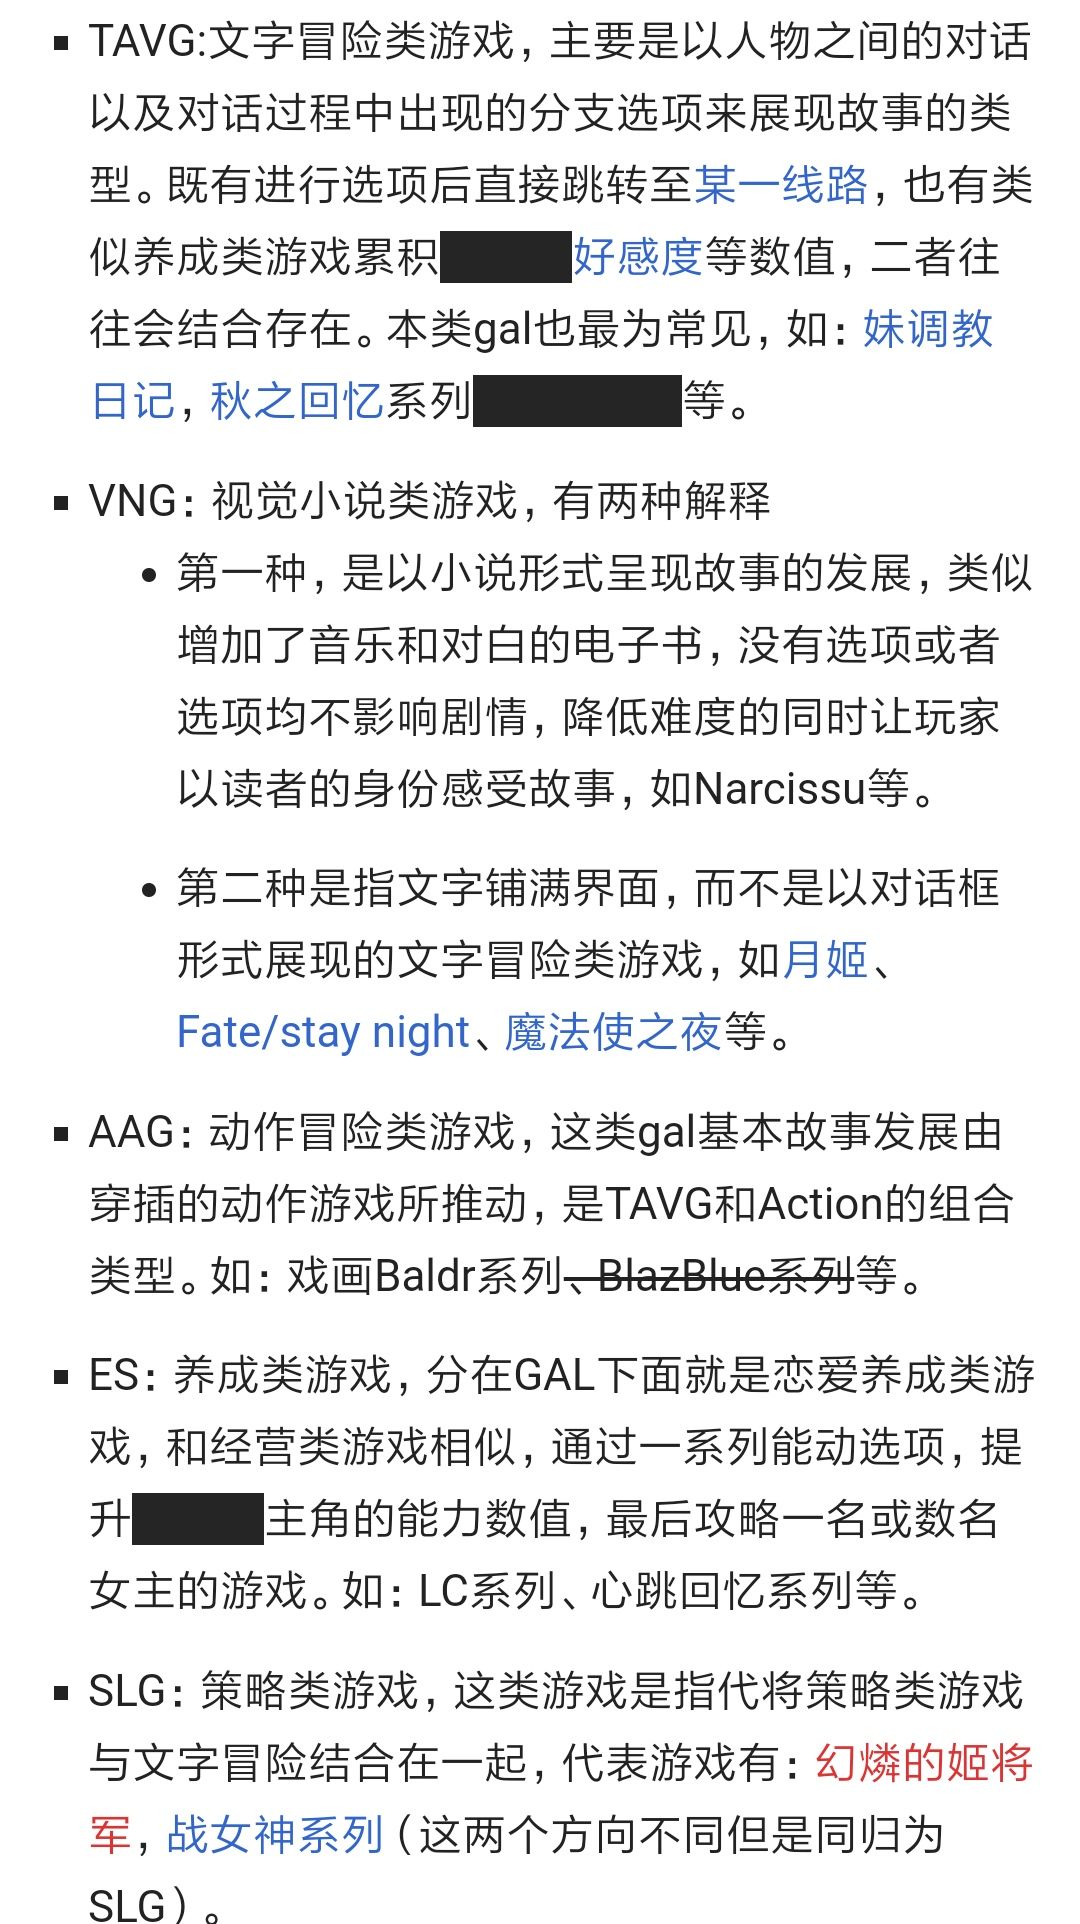 TAVG:文字冒险类游戏，主要是以人物之间的对话
以及对话过程中出现的分支选项来展现故事的类
型。既有进行选项后直接跳转至某一线路，也有类
似养成类游戏累积好感度等数值，二者往
往会结合存在。本类gal也最为常见，如：妹调教
日记，秋之回忆系列等。
VNG：视觉小说类游戏，有两种解释
第一种，是以小说形式呈现故事的发展，类似
增加了音乐和对白的电子书，没有选项或者
选项均不影响剧情，降低难度的同时让玩家
以读者的身份感受故事，如Narcissu等。
第二种是指文字铺满界面，而不是以对话框
形式展现的文字冒险类游戏，如月姬、
Fate/stay night、魔法使之夜等。
AAG：动作冒险类游戏，这类gal基本故事发展由
穿插的动作游戏所推动，是TAVG和Action的组合
类型。如：戏画Baldr系列、BlazBlue系列等。
ES：养成类游戏，分在GAL下面就是恋爱养成类游
戏，和经营类游戏相似，通过一系列能动选项，提
升主角的能力数值，最后攻略一名或数名
女主的游戏。如：LC系列、心跳回忆系列等。
SLG：策略类游戏，这类游戏是指代将策略类游戏
与文字冒险结合在一起，代表游戏有：幻燐的姬将
军，战女神系列（这两个方向不同但是同归为
SLG）。